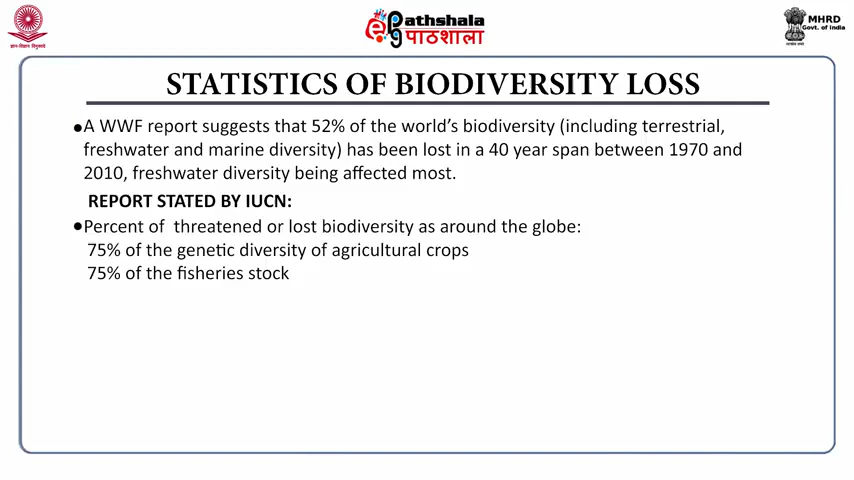 ज्ञान-विज्ञान विमुक्तये
Pathshala
पाठशाला
MHRD
Govt. of India
STATISTICS OF BIODIVERSITY LOSS
•A WWF report suggests that 52% of the world's biodiversity (including terrestrial,
freshwater and marine diversity) has been lost in a 40 year span between 1970 and
2010, freshwater diversity being affected most.
REPORT STATED BY IUCN:
•Percent of threatened or lost biodiversity as around the globe:
75% of the genetic diversity of agricultural crops
75% of the fisheries stock